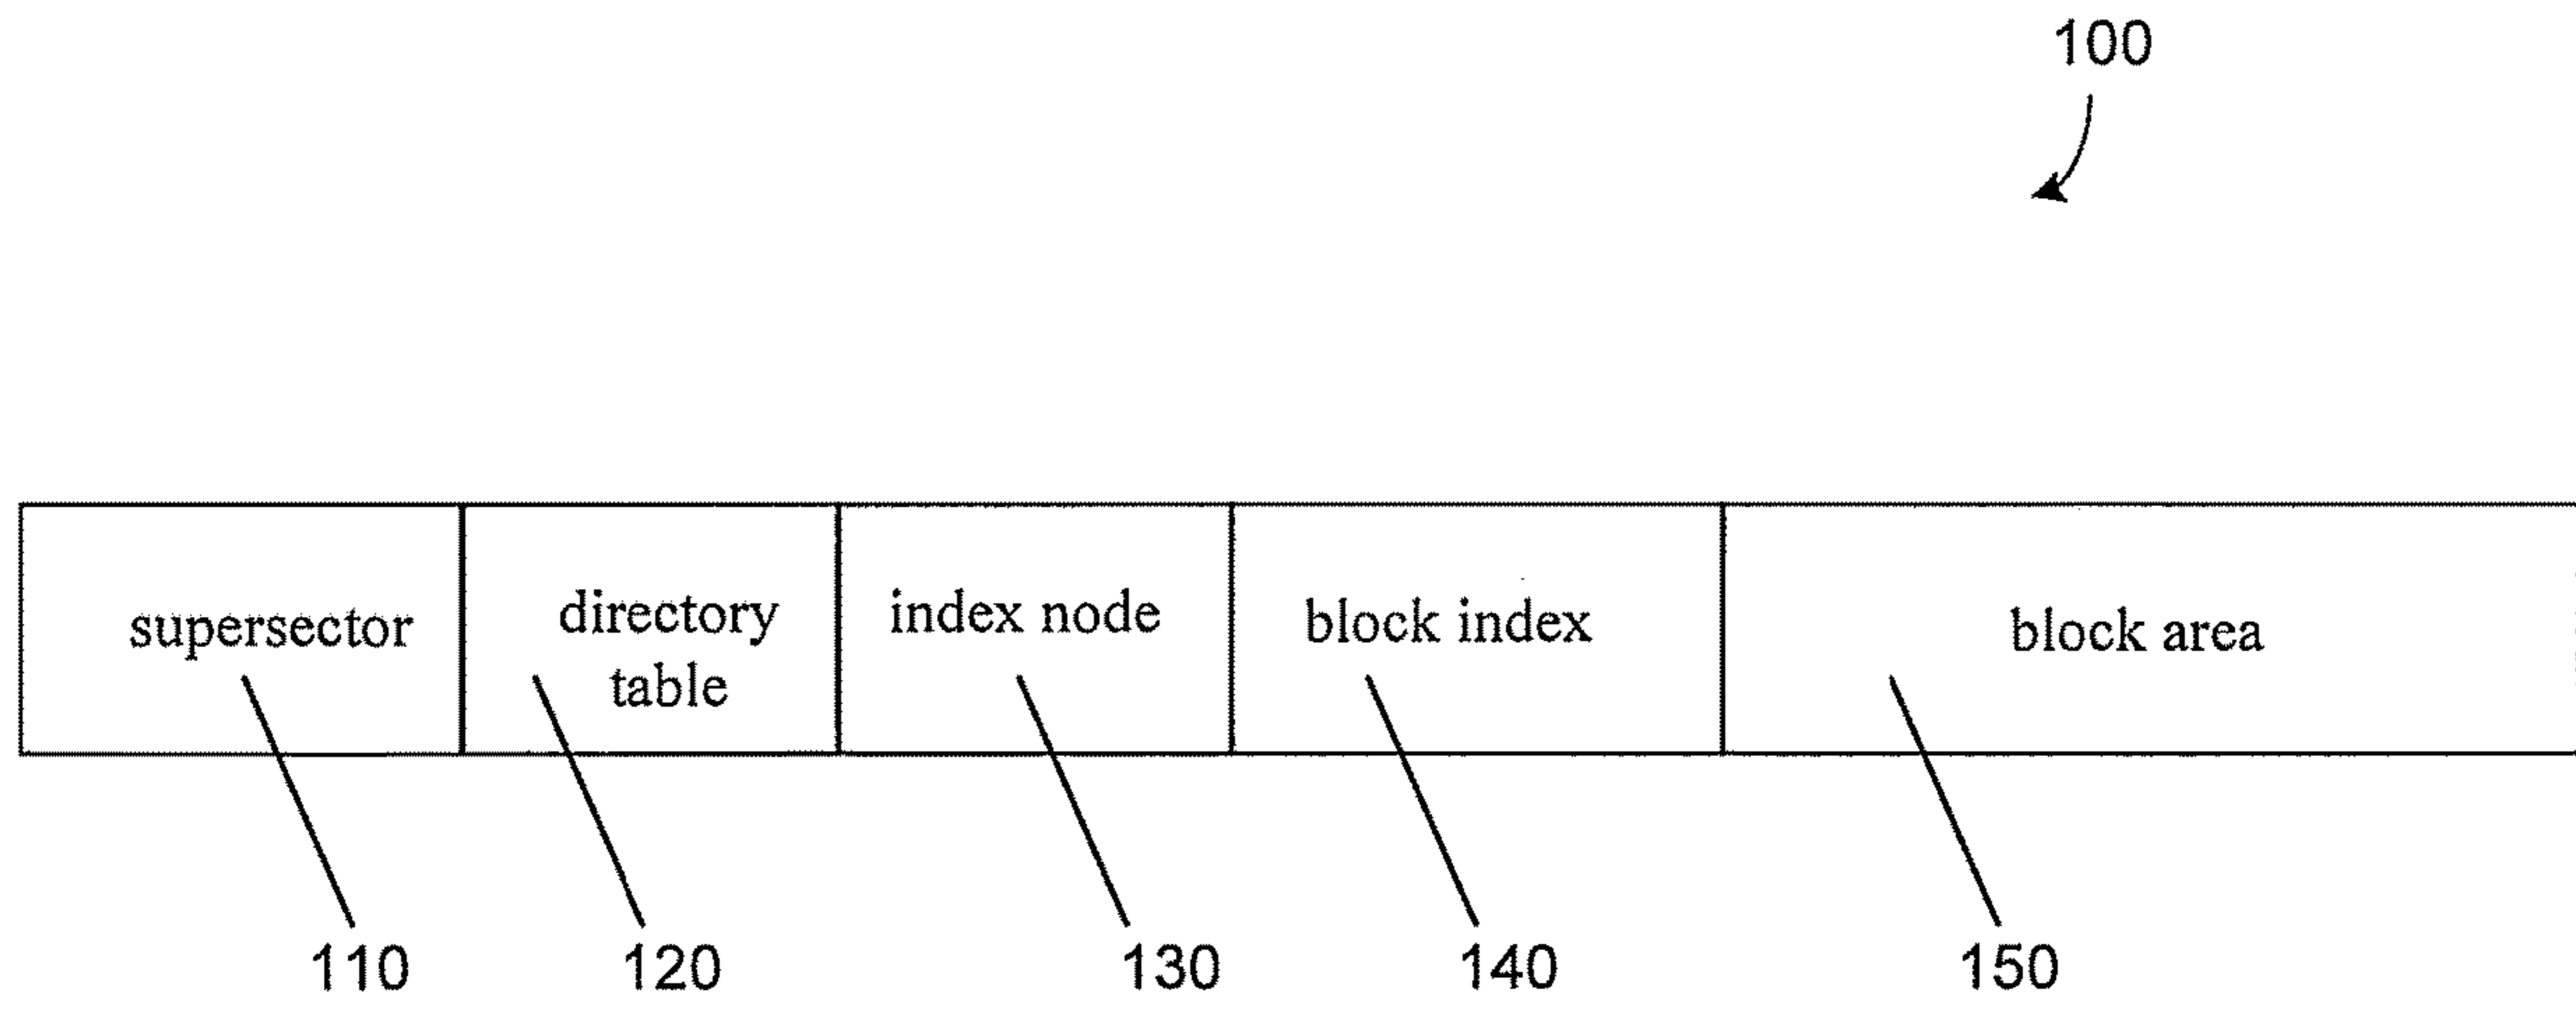 100
supersector
directory
table
index node
block index
block area
110
120
130
140
150